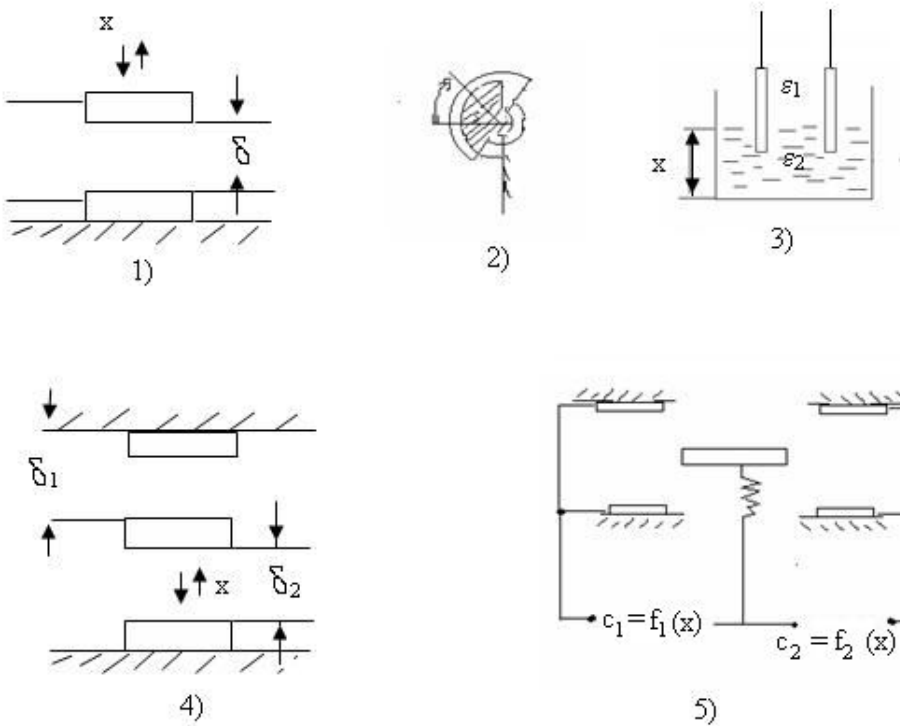 x
δ
1)
2)
ε1
ε2
x
3)
δ1
x
δ2
4)
c1 = f1(x)
c2 = f2 (x)
5)